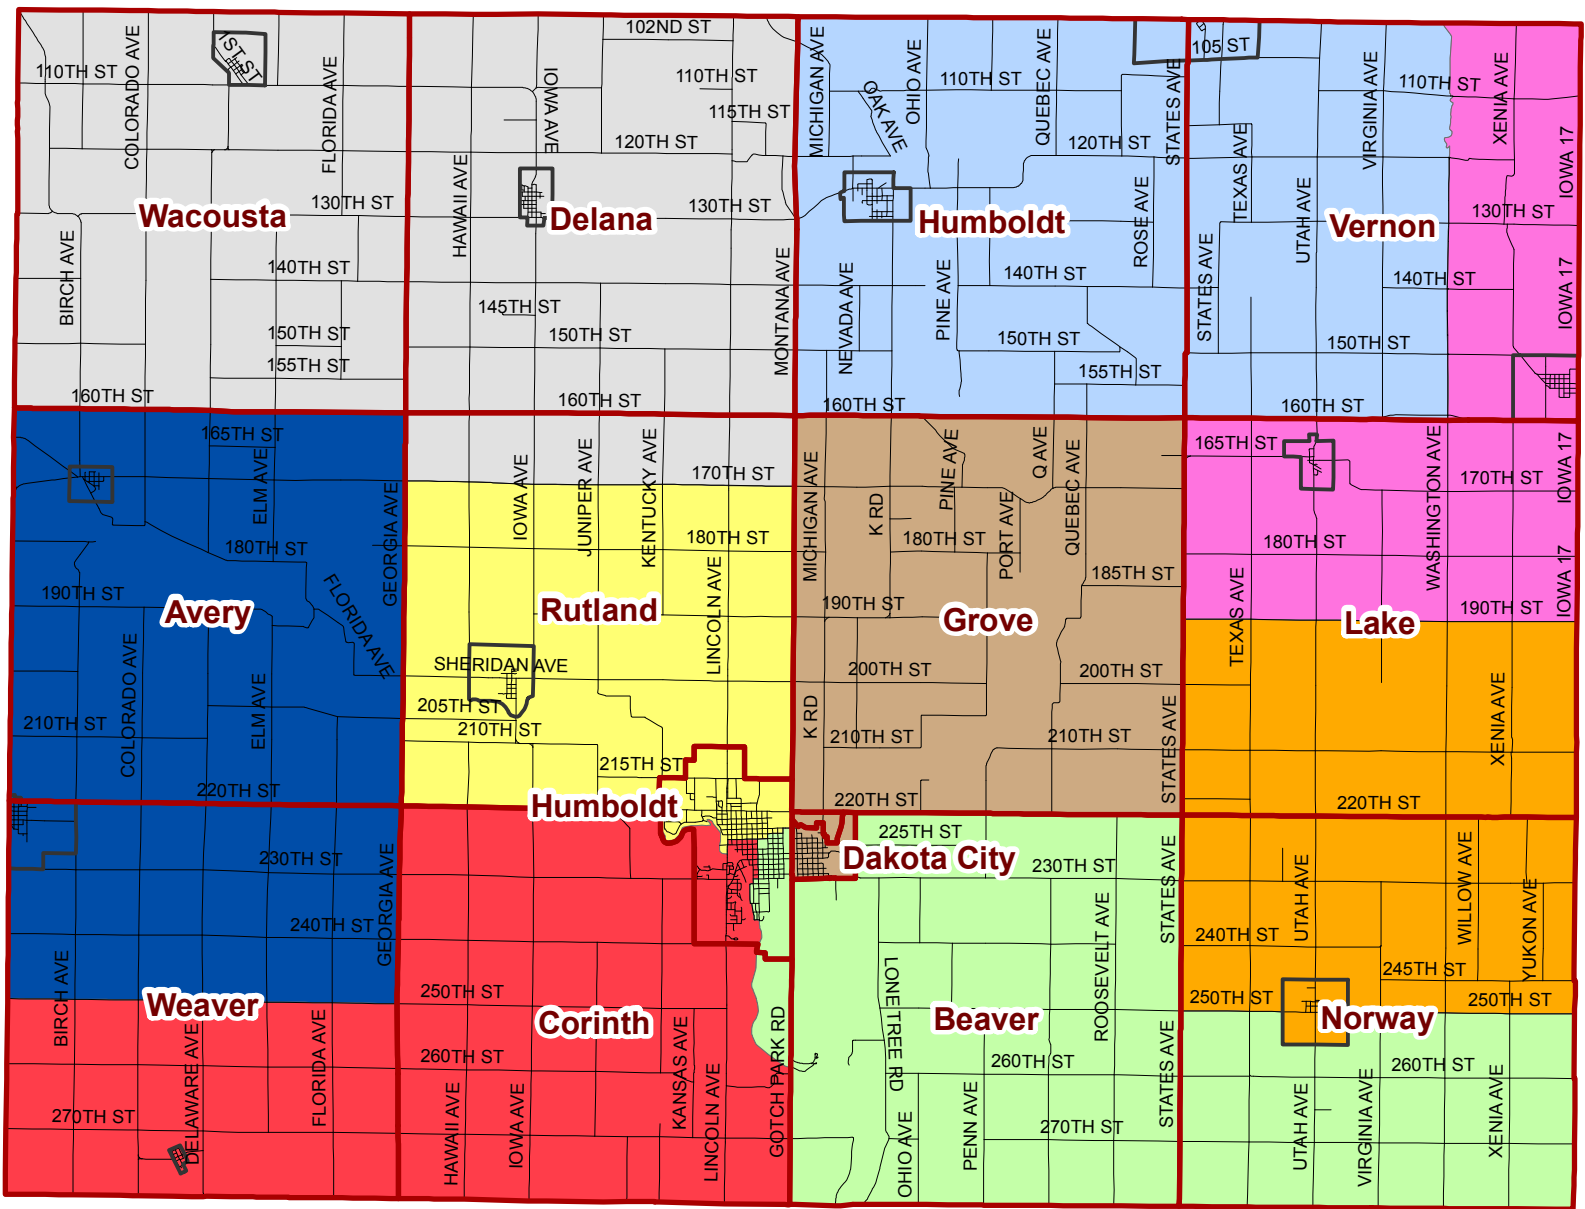 102ND ST
COLORADO AVE
1ST ST
110TH ST
FLORIDA AVE
IOWA AVE
110TH ST
115TH ST
120TH ST
HAWAII AVE
130TH ST
130TH ST
Wacousta
Delana
BIRCH AVE
140TH ST
145TH ST
150TH ST
150TH ST
155TH ST
MONTANA AVE
160TH ST
160TH ST
MICHIGAN AVE
OAK AVE
OHIO AVE
110TH ST
QUEBEC AVE
120TH ST
STATES AVE
105 ST
Humboldt
ROSE AVE
NEVADA AVE
PINE AVE
140TH ST
150TH ST
155TH ST
160TH ST
VIRGINIA AVE
110TH ST
XENIA AVE
IOWA 17
TEXAS AVE
UTAH AVE
130TH ST
Vernon
STATES AVE
140TH ST
IOWA 17
150TH ST
160TH ST
165TH ST
ELM AVE
GEORGIA AVE
180TH ST
190TH ST
FLORIDA AVE
Avery
COLORADO AVE
ELM AVE
210TH ST
220TH ST
IOWA AVE
JUNIPER AVE
KENTUCKY AVE
170TH ST
180TH ST
LINCOLN AVE
Rutland
SHERIDAN AVE
205TH ST
210TH ST
215TH ST
Humboldt
MICHIGAN AVE
K RD
PINE AVE
Q AVE
QUEBEC AVE
180TH ST
PORT AVE
185TH ST
190TH ST
Grove
200TH ST
200TH ST
K RD
210TH ST
210TH ST
STATES AVE
220TH ST
165TH ST
WASHINGTON AVE
170TH ST
IOWA 17
180TH ST
TEXAS AVE
190TH ST
IOWA 17
Lake
XENIA AVE
220TH ST
230TH ST
GEORGIA AVE
240TH ST
BIRCH AVE
Weaver
DELAWARE AVE
FLORIDA AVE
270TH ST
250TH ST
Corinth
260TH ST
KANSAS AVE
HAWAII AVE
IOWA AVE
LINCOLN AVE
GOTCH PARK RD
225TH ST
Dakota City
230TH ST
STATES AVE
ROOSEVELT AVE
LONETREE RD
Beaver
260TH ST
STATES AVE
OHIO AVE
PENN AVE
270TH ST
UTAH AVE
WILLOW AVE
YUKON AVE
240TH ST
245TH ST
250TH ST
250TH ST
Norway
260TH ST
UTAH AVE
VIRGINIA AVE
XENIA AVE